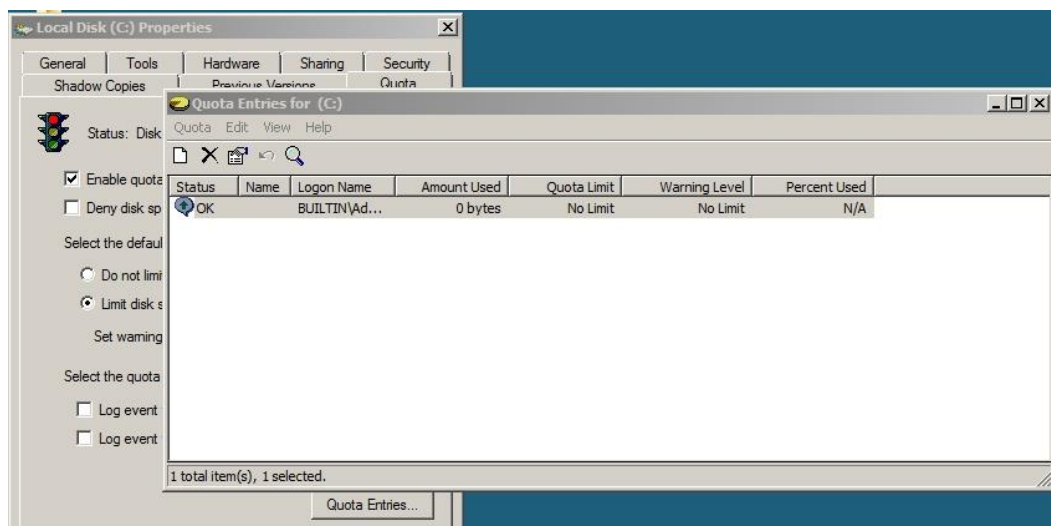 Local Disk (C:) Properties
General Tools Hardware Sharing Security
Shadow Copies Previous Versions Quota
Status: Disk
Enable quota
Deny disk sp
Select the defaul
Do not limi
Limit disk s
Set warning
Select the quota
Log event
Log event
Quota Entries...
Quota Entries for (C:)
Quota Edit View Help
Status Name Logon Name Amount Used Quota Limit Warning Level Percent Used
OK BUILTIN\Ad... 0 bytes No Limit No Limit N/A
1 total item(s), 1 selected.